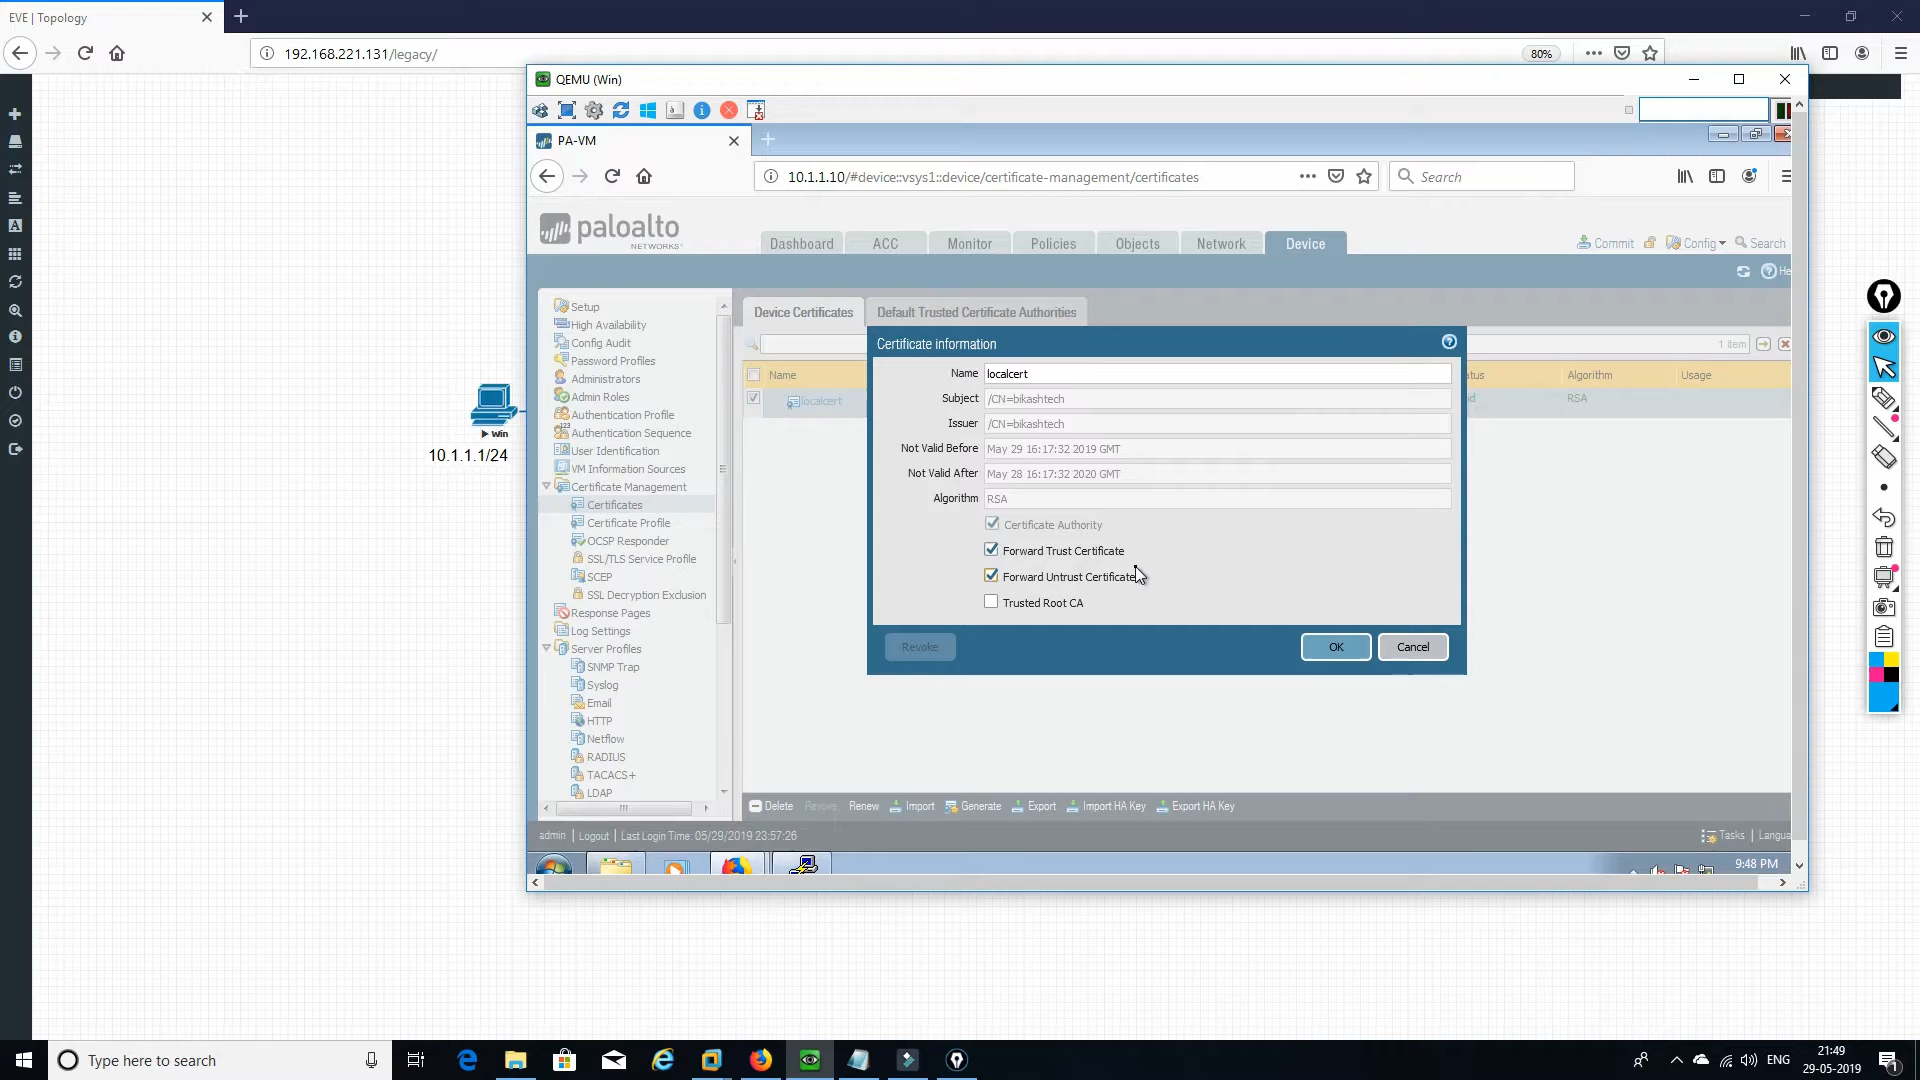 EVE | Topology
192.168.221.131/legacy/
80%
QEMU (Win)
PA-VM
10.1.1.10/#device::vsys1::device/certificate-management/certificates
Search
paloalto
NETWORKS
Dashboard
ACC
Monitor
Policies
Objects
Network
Device
Commit
Config
Search
Setup
High Availability
Config Audit
Password Profiles
Administrators
Admin Roles
Authentication Profile
Authentication Sequence
User Identification
VM Information Sources
Certificate Management
Certificates
Certificate Profile
OCSP Responder
SSL/TLS Service Profile
SCEP
SSL Decryption Exclusion
Response Pages
Log Settings
Server Profiles
SNMP Trap
Syslog
Email
HTTP
Netflow
RADIUS
TACACS+
LDAP
Device Certificates
Default Trusted Certificate Authorities
1 item
Name
Algorithm
Usage
localcert
RSA
Certificate information
Name localcert
Subject /CN=bikashtech
Issuer /CN=bikashtech
Not Valid Before May 29 16:17:32 2019 GMT
Not Valid After May 28 16:17:32 2020 GMT
Algorithm RSA
Certificate Authority
Forward Trust Certificate
Forward Untrust Certificate
Trusted Root CA
Revoke
OK
Cancel
Win
10.1.1.1/24
Delete
Revoke
Renew
Import
Generate
Export
Import HA Key
Export HA Key
admin | Logout | Last Login Time: 05/29/2019 23:57:26
Tasks | Langua
9:48 PM
Type here to search
ENG
21:49
29-05-2019